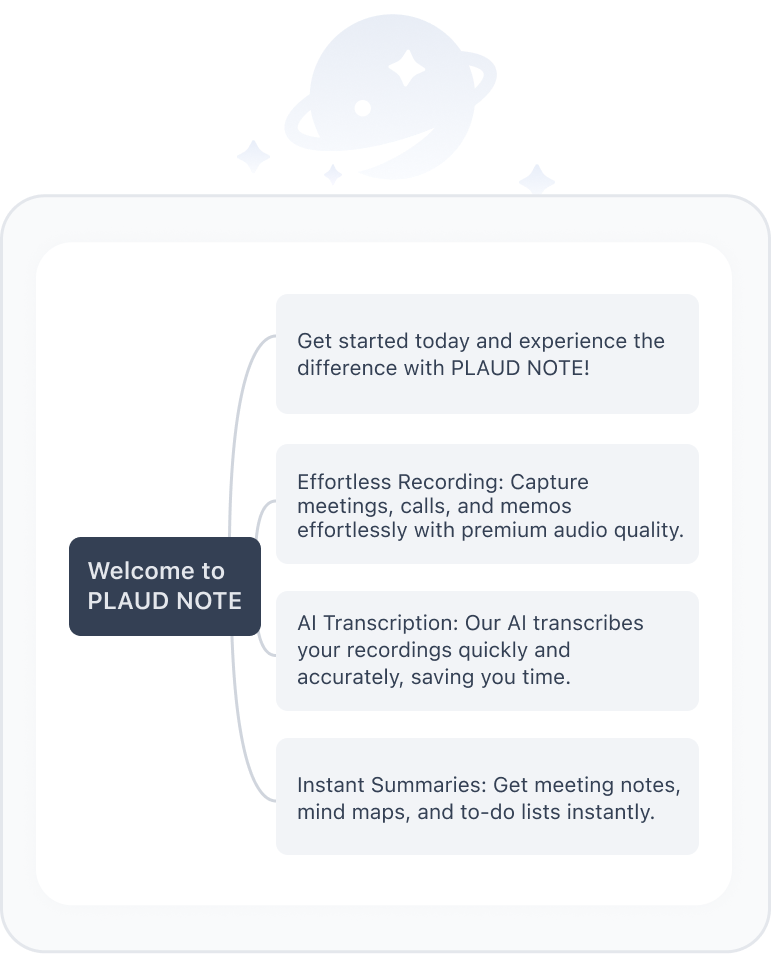 Get started today and experience the
difference with PLAUD NOTE!
Effortless Recording: Capture
meetings, calls, and memos
effortlessly with premium audio quality.
Welcome to
PLAUD NOTE
AI Transcription: Our AI transcribes
your recordings quickly and
accurately, saving you time.
Instant Summaries: Get meeting notes,
mind maps, and to-do lists instantly.